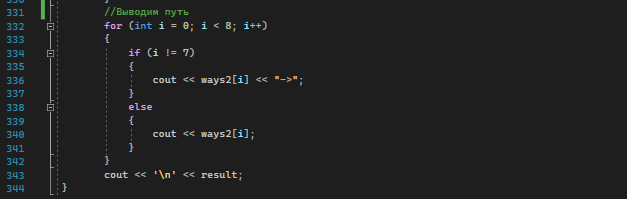 331 //Выводим путь
332 for (int i = 0; i < 8; i++)
333 {
334 if (i != 7)
335 {
336 cout << ways2[i] << "->";
337 }
338 else
339 {
340 cout << ways2[i];
341 }
342 }
343 cout << '\n' << result;
344 }